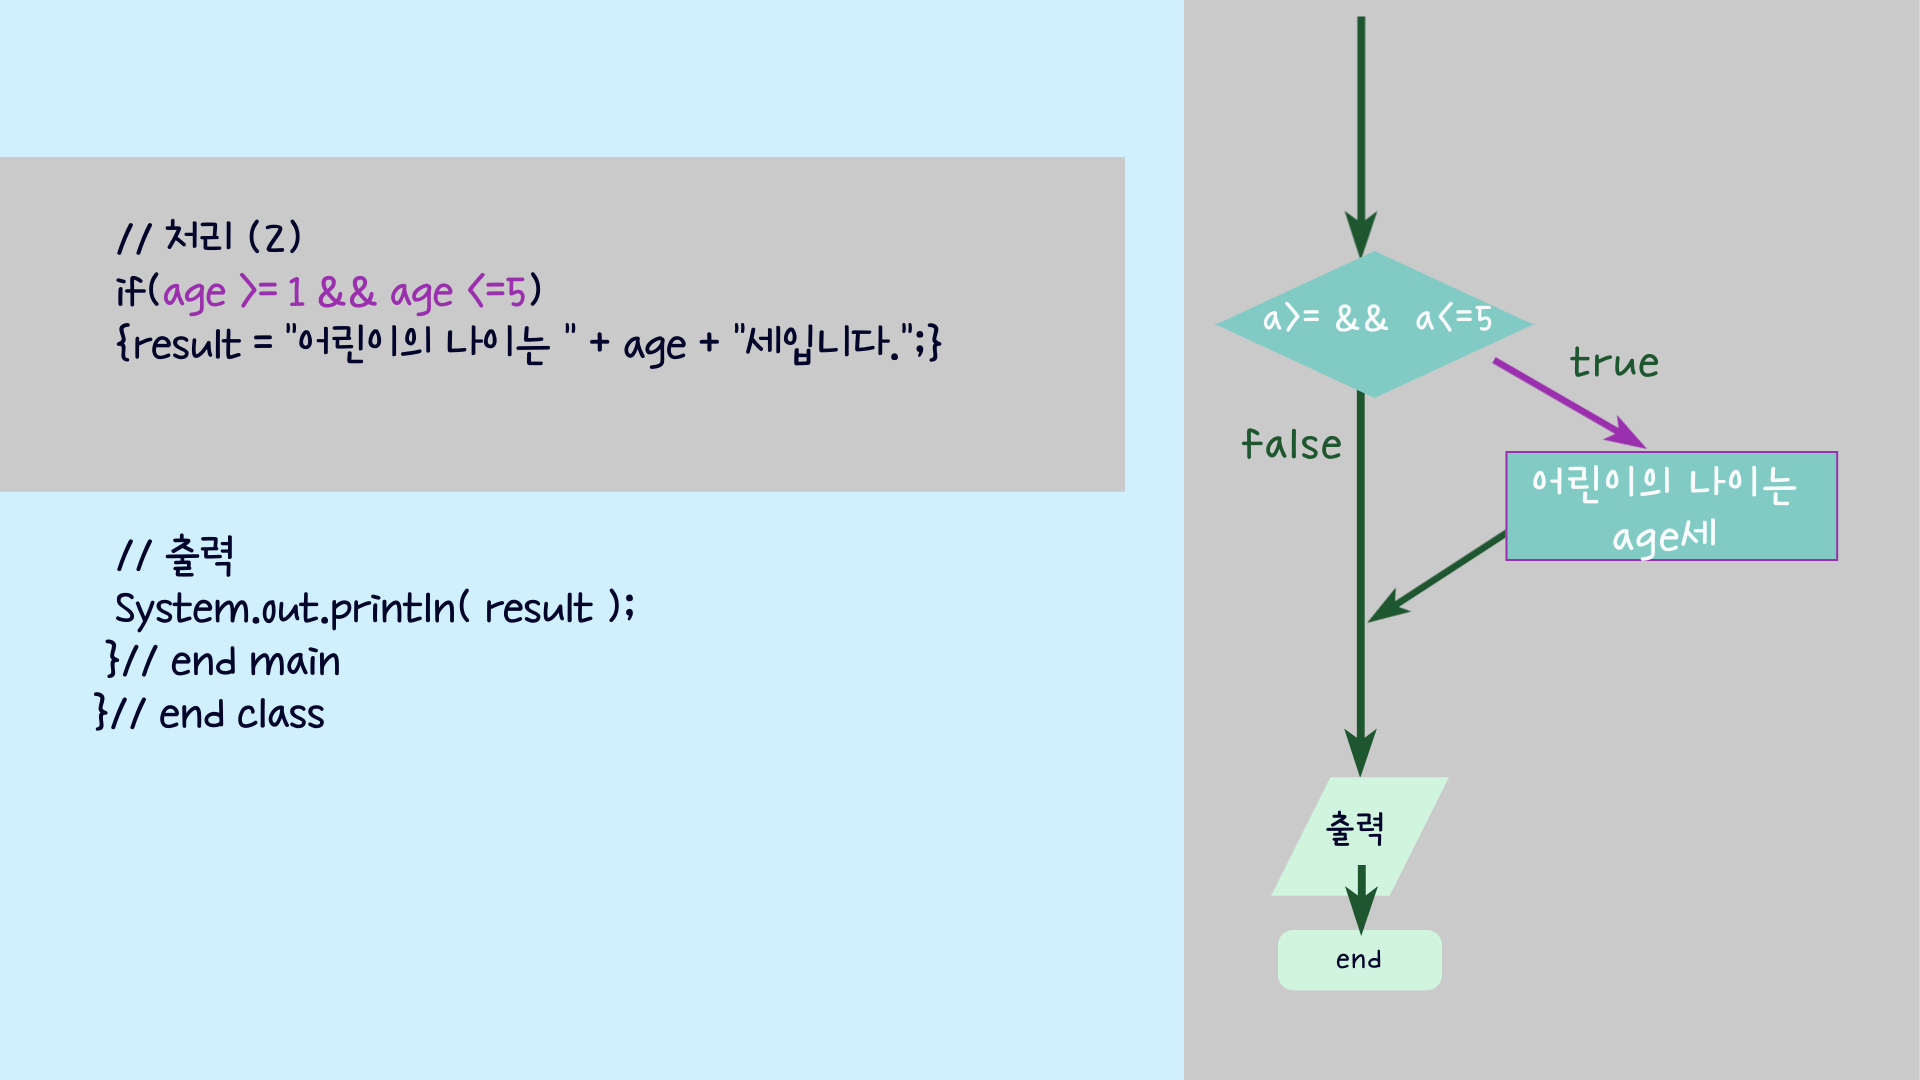 // 처리 (2)
if(age >= 1 && age <=5)
{result = "어린이의 나이는 " + age + "세입니다.";}
// 출력
System.out.println( result );
}// end main
}// end class
a>= && a<=5
true
false
어린이의 나이는
age세
출력
end